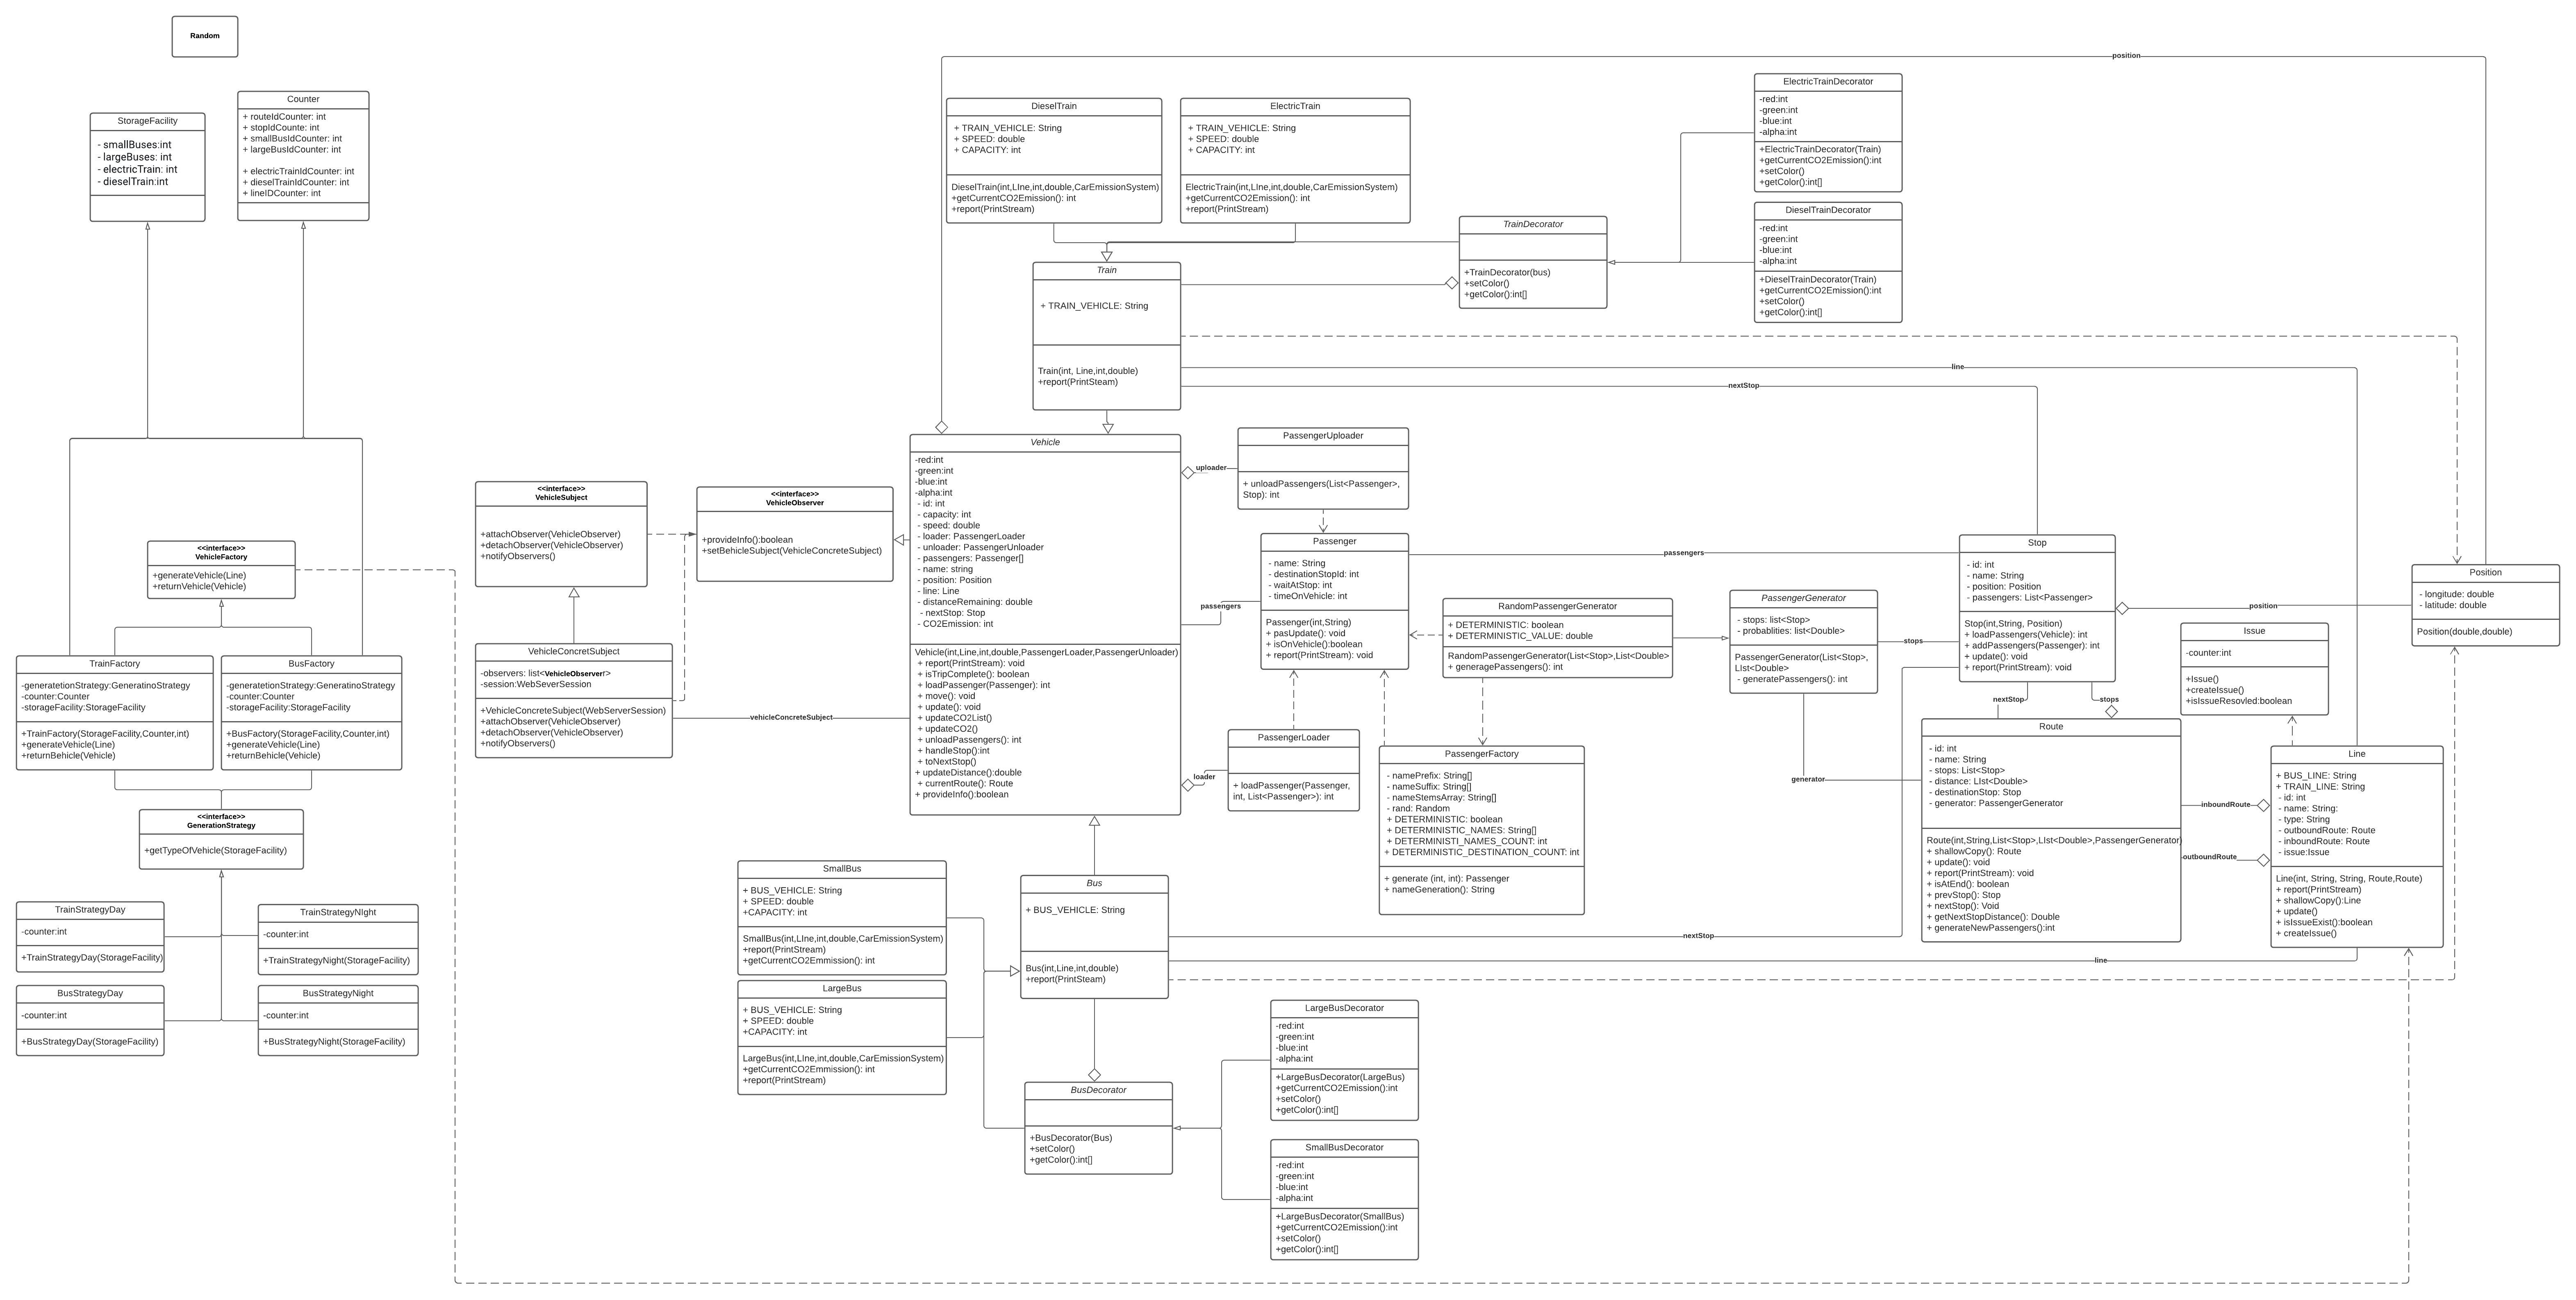 Random
position
StorageFacility
- smallBuses:int
- largeBuses: int
- electricTrain: int
- dieselTrain:int
Counter
+ routeIdCounter: int
+ stopIdCounte: int
+ smallBusIdCounter: int
+ largeBusIdCounter: int
+ electricTrainIdCounter: int
+ dieselTrainIdCounter: int
+ lineIDCounter: int
DieselTrain
+ TRAIN_VEHICLE: String
+ SPEED: double
+ CAPACITY: int
DieselTrain(int,LIne,int,double,CarEmissionSystem)
+getCurrentCO2Emission(): int
+report(PrintStream)
ElectricTrain
+ TRAIN_VEHICLE: String
+ SPEED: double
+ CAPACITY: int
ElectricTrain(int,LIne,int,double,CarEmissionSystem)
+getCurrentCO2Emission(): int
+report(PrintStream)
ElectricTrainDecorator
-red:int
-green:int
-blue:int
-alpha:int
+ElectricTrainDecorator(Train)
+getCurrentCO2Emission():int
+setColor()
+getColor():int[]
DieselTrainDecorator
-red:int
-green:int
-blue:int
-alpha:int
+DieselTrainDecorator(Train)
+getCurrentCO2Emission():int
+setColor()
+getColor():int[]
TrainDecorator
+TrainDecorator(bus)
+setColor()
+getColor():int[]
Train
+ TRAIN_VEHICLE: String
Train(int, Line,int,double)
+report(PrintSteam)
line
nextStop
<<interface>>
VehicleFactory
+generateVehicle(Line)
+returnVehicle(Vehicle)
<<interface>>
VehicleSubject
+attachObserver(VehicleObserver)
+detachObserver(VehicleObserver)
+notifyObservers()
<<interface>>
VehicleObserver
+provideInfo():boolean
+setBehicleSubject(VehicleConcreteSubject)
Vehicle
-red:int
-green:int
-blue:int
-alpha:int
- id: int
- capacity: int
- speed: double
- loader: PassengerLoader
- unloader: PassengerUnloader
- passengers: Passenger[]
- name: string
- position: Position
- line: Line
- distanceRemaining: double
- nextStop: Stop
- CO2Emission: int
Vehicle(int,Line,int,double,PassengerLoader,PassengerUnloader)
+ report(PrintStream): void
+ isTripComplete(): boolean
+ loadPassenger(Passenger): int
+ move(): void
+ update(): void
+ updateCO2List()
+ updateCO2()
+ unloadPassengers(): int
+ handleStop():int
+ toNextStop()
+ updateDistance():double
+ currentRoute(): Route
+ provideInfo():boolean
uploader
PassengerUploader
+ unloadPassengers(List<Passenger>,
Stop): int
Passenger
- name: String
- destinationStopId: int
- waitAtStop: int
- timeOnVehicle: int
Passenger(int,String)
+ pasUpdate(): void
+ isOnVehicle():boolean
+ report(PrintStream): void
passengers
passengers
RandomPassengerGenerator
+ DETERMINISTIC: boolean
+ DETERMINISTIC_VALUE: double
RandomPassengerGenerator(List<Stop>,List<Double>
+ generagePassengers(): int
PassengerGenerator
- stops: list<Stop>
- probablities: list<Double>
PassengerGenerator(List<Stop>,
LIst<Double>
- generatePassengers(): int
stops
Stop
- id: int
- name: String
- position: Position
- passengers: List<Passenger>
Stop(int,String, Position)
+ loadPassengers(Vehicle): int
+ addPassengers(Passenger): int
+ update(): void
+ report(PrintStream): void
position
Position
- longitude: double
- latitude: double
Position(double,double)
Issue
-counter:int
+Issue()
+createIssue()
+isIssueResovled:boolean
nextStop
stops
TrainFactory
-generatetionStrategy:GeneratinoStrategy
-counter:Counter
-storageFacility:StorageFacility
+TrainFactory(StorageFacility,Counter,int)
+generateVehicle(Line)
+returnBehicle(Vehicle)
BusFactory
-generatetionStrategy:GeneratinoStrategy
-counter:Counter
-storageFacility:StorageFacility
+BusFactory(StorageFacility,Counter,int)
+generateVehicle(Line)
+returnBehicle(Vehicle)
VehicleConcretSubject
-observers: list<VehicleObserverr>
-session:WebSeverSession
+VehicleConcreteSubject(WebServerSession)
+attachObserver(VehicleObserver)
+detachObserver(VehicleObserver)
+notifyObservers()
vehicleConcreteSubject
loader
PassengerLoader
+ loadPassenger(Passenger,
int, List<Passenger>): int
PassengerFactory
- namePrefix: String[]
- nameSuffix: String[]
- nameStemsArray: String[]
- rand: Random
+ DETERMINISTIC: boolean
+ DETERMINISTIC_NAMES: String[]
+ DETERMINISTI_NAMES_COUNT: int
+ DETERMINISTIC_DESTINATION_COUNT: int
+ generate (int, int): Passenger
+ nameGeneration(): String
generator
Route
- id: int
- name: String
- stops: List<Stop>
- distance: LIst<Double>
- destinationStop: Stop
- generator: PassengerGenerator
Route(int,String,List<Stop>,LIst<Double>,PassengerGenerator)
+ shallowCopy(): Route
+ update(): void
+ report(PrintStream): void
+ isAtEnd(): boolean
+ prevStop(): Stop
+ nextStop(): Void
+ getNextStopDistance(): Double
+ generateNewPassengers():int
inboundRoute
outboundRoute
Line
+ BUS_LINE: String
+ TRAIN_LINE: String
- id: int
- name: String:
- type: String
- outboundRoute: Route
- inboundRoute: Route
- issue:Issue
Line(int, String, String, Route,Route)
+ report(PrintStream)
+ shallowCopy():Line
+ update()
+ isIssueExist():boolean
+ createIssue()
<<interface>>
GenerationStrategy
+getTypeOfVehicle(StorageFacility)
TrainStrategyDay
-counter:int
+TrainStrategyDay(StorageFacility)
TrainStrategyNIght
-counter:int
+TrainStrategyNight(StorageFacility)
BusStrategyDay
-counter:int
+BusStrategyDay(StorageFacility)
BusStrategyNight
-counter:int
+BusStrategyNight(StorageFacility)
SmallBus
+ BUS_VEHICLE: String
+ SPEED: double
+CAPACITY: int
SmallBus(int,LIne,int,double,CarEmissionSystem)
+report(PrintStream)
+getCurrentCO2Emmission(): int
LargeBus
+ BUS_VEHICLE: String
+ SPEED: double
+CAPACITY: int
LargeBus(int,LIne,int,double,CarEmissionSystem)
+getCurrentCO2Emmission(): int
+report(PrintStream)
Bus
+ BUS_VEHICLE: String
Bus(int,Line,int,double)
+report(PrintSteam)
nextStop
line
BusDecorator
+BusDecorator(Bus)
+setColor()
+getColor():int[]
LargeBusDecorator
-red:int
-green:int
-blue:int
-alpha:int
+LargeBusDecorator(LargeBus)
+getCurrentCO2Emission():int
+setColor()
+getColor():int[]
SmallBusDecorator
-red:int
-green:int
-blue:int
-alpha:int
+LargeBusDecorator(SmallBus)
+getCurrentCO2Emission():int
+setColor()
+getColor():int[]